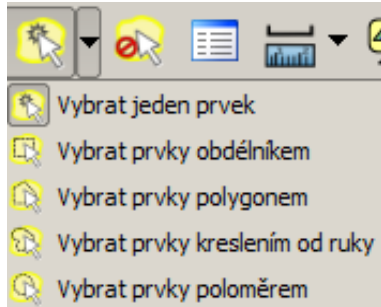 Vybrat jeden prvek
Vybrat prvky obdélníkem
Vybrat prvky polygonem
Vybrat prvky kreslením od ruky
Vybrat prvky poloměrem